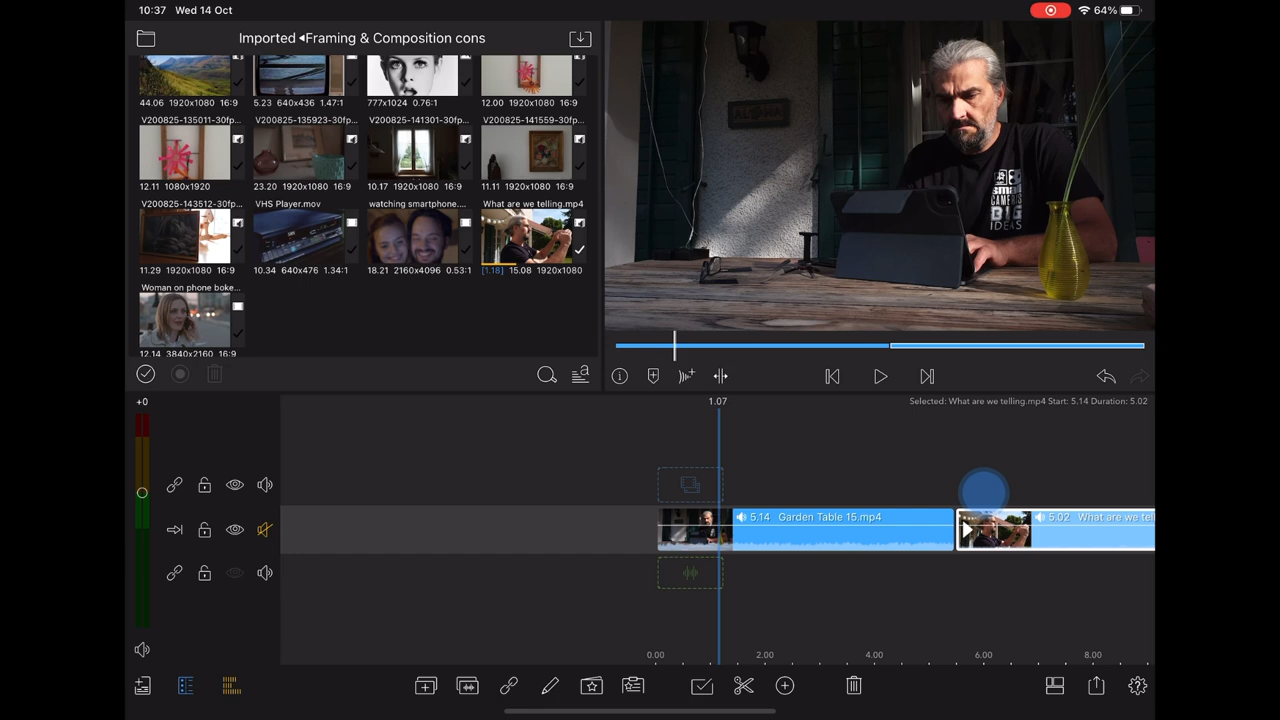 10:37 Wed 14 Oct
64%
Imported ◂Framing & Composition cons
44.06 1920x1080 16:9
5.23 640x436 1.47:1
777x1024 0.76:1
12.00 1920x1080 16:9
V200825-135011-30fp...
V200825-135923-30fp...
V200825-141301-30fp...
V200825-141559-30fp...
12.11 1080x1920
23.20 1920x1080 16:9
10.17 1920x1080 16:9
11.11 1920x1080 16:9
V200825-143512-30fp...
VHS Player.mov
watching smartphone....
What are we telling.mp4
11.29 1920x1080 16:9
10.34 640x476 1.34:1
18.21 2160x4096 0.53:1
[1.18] 15.08 1920x1080
Woman on phone boke...
12.14 3840x2160 16:9
ALOHA
BIG
IDEAS
+0
1.07
Selected: What are we telling.mp4 Start: 5.14 Duration: 5.02
5.14 Garden Table 15.mp4
5.02 What are we tell
0.00 2.00 4.00 6.00 8.00